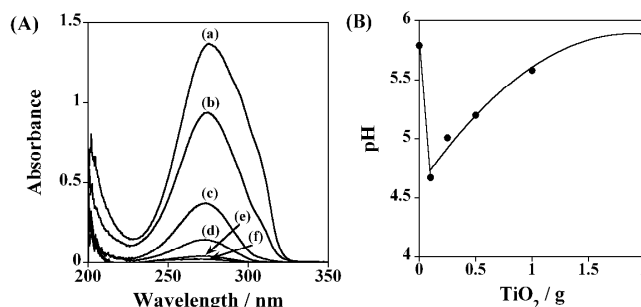 (A)
1.5
1
0.5
0
Absorbance
(a)
(b)
(c)
(d)
(e)
(f)
200 250 300 350
Wavelength / nm
(B)
6
5.5
5
4.5
4
pH
0 0.5 1.0 1.5
TiO2 / g